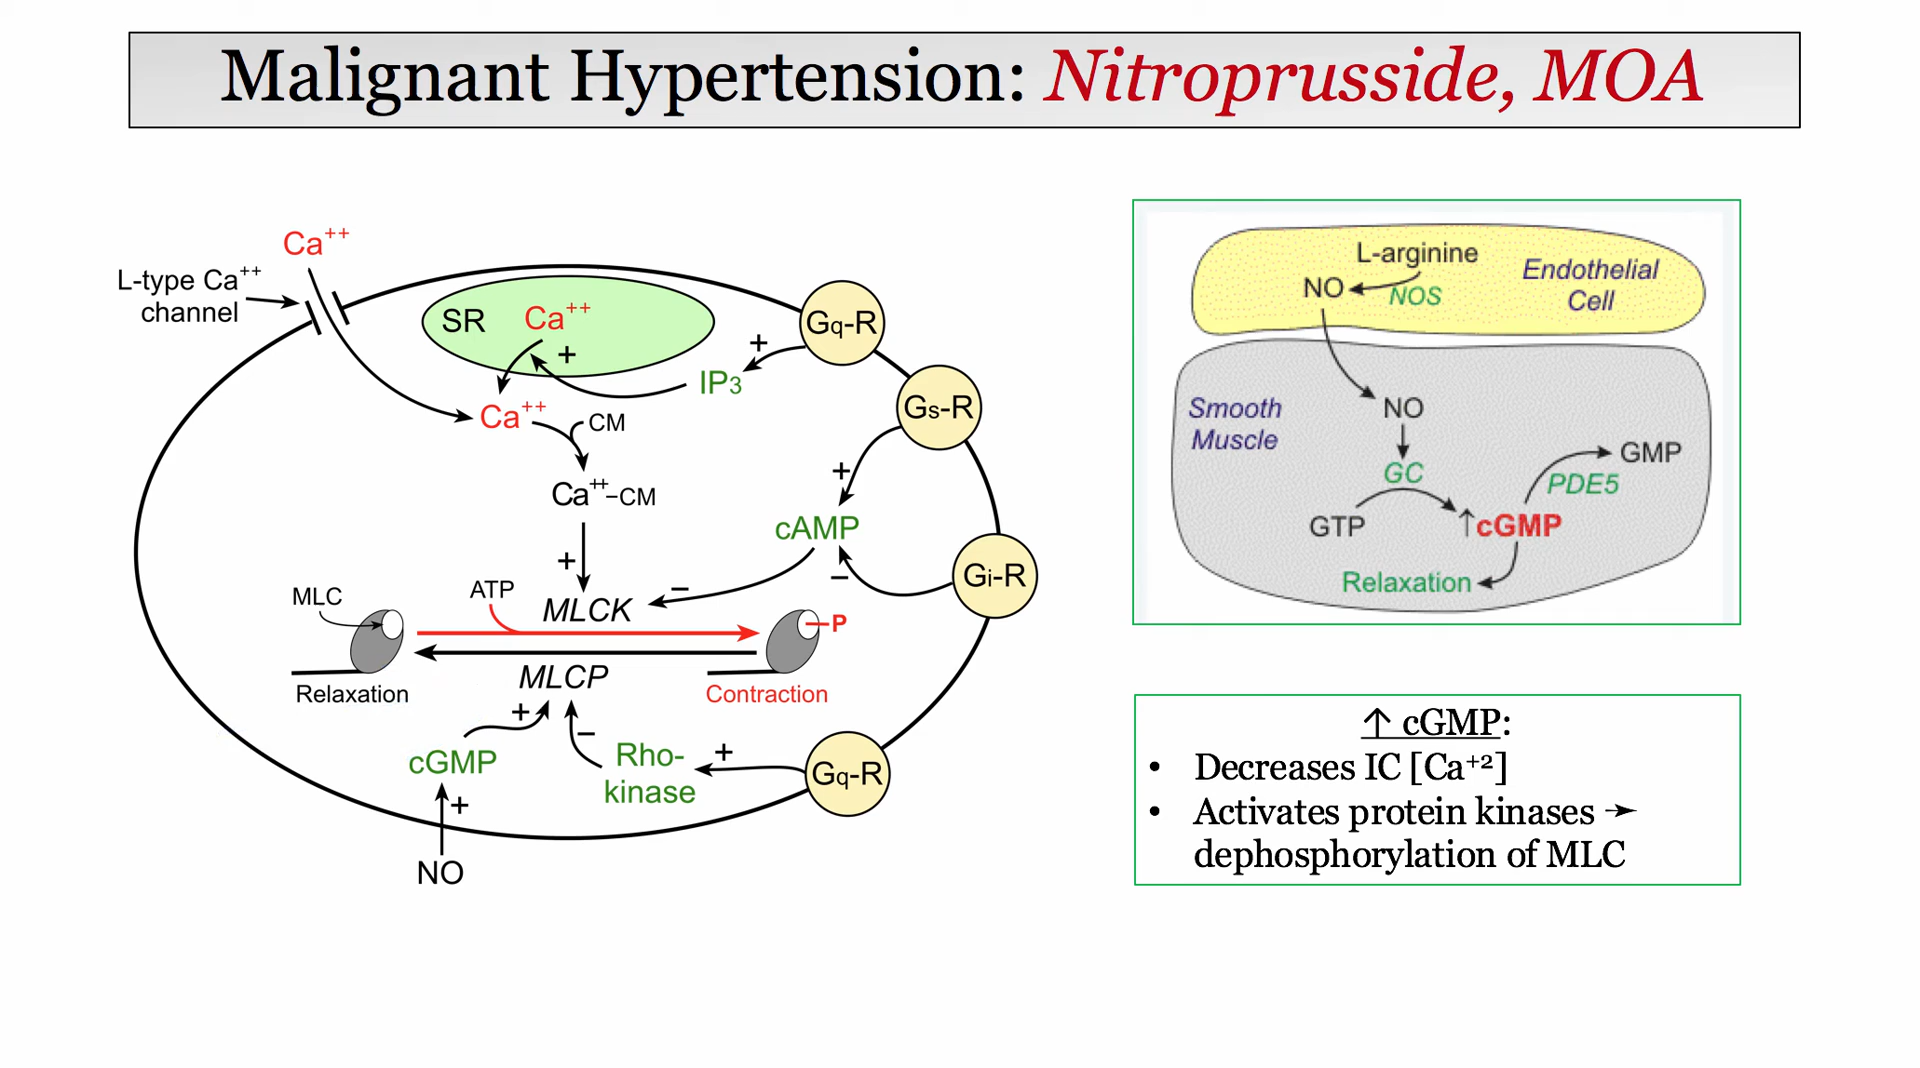 Malignant Hypertension: Nitroprusside, MOA
Ca++
L-type Ca++
channel
SR
Ca++
+
IP3
+
Gq-R
Gs-R
Ca++
CM
Ca++–CM
+
cAMP
+
–
Gi-R
+
MLCK
–
ATP
MLC
P
MLCP
Relaxation
Contraction
+
–
cGMP
Rho-
kinase
+
Gq-R
+
NO
L-arginine
NO
NOS
Endothelial
Cell
Smooth
Muscle
NO
GC
GTP
↑cGMP
PDE5
GMP
Relaxation
↑ cGMP:
• Decreases IC [Ca+2]
• Activates protein kinases ➛
dephosphorylation of MLC